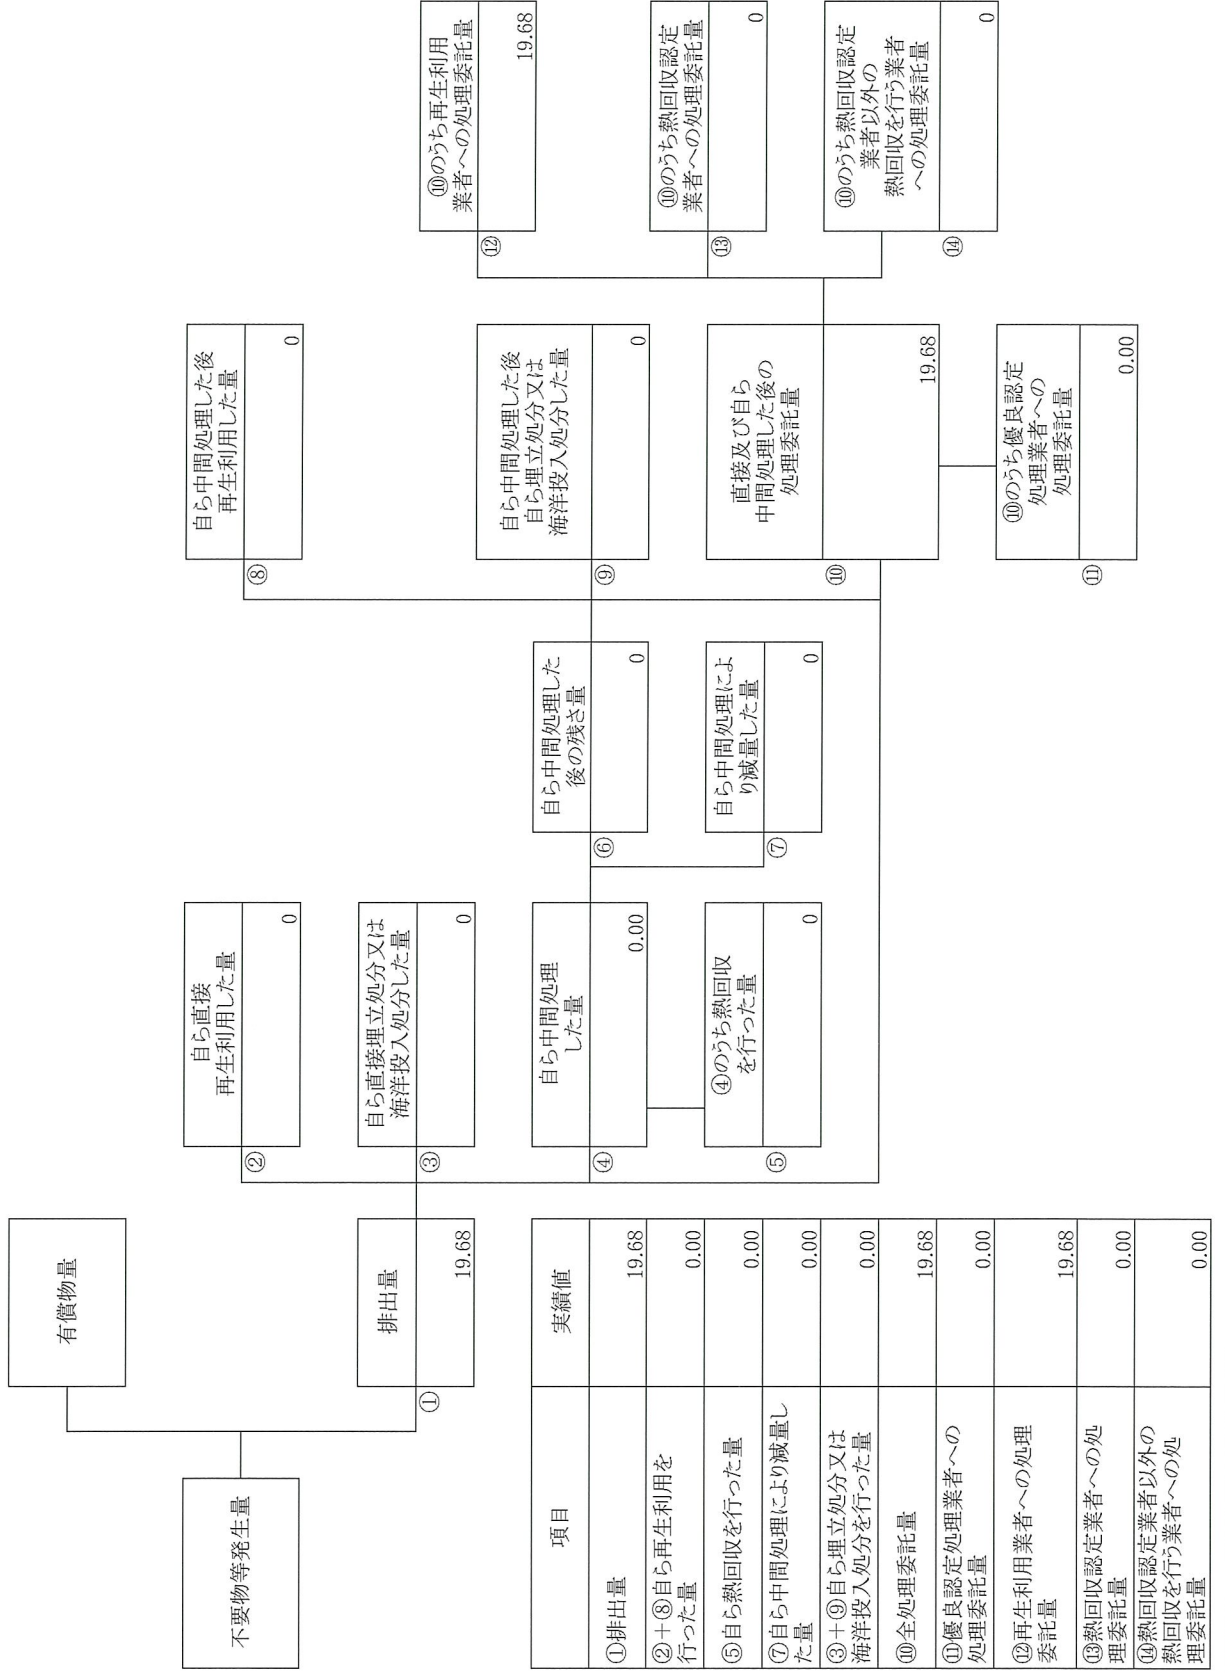 不要物等発生量
有償物量
①
排出量
19.68
②
自ら直接
再生利用した量
0
③
自ら直接埋立処分又は
海洋投入処分した量
0
④
自ら中間処理
した量
0.00
⑤
④のうち熱回収
を行った量
0
⑥
自ら中間処理した
後の残さ量
0
⑦
自ら中間処理によ
り減量した量
0
⑧
自ら中間処理した後
再生利用した量
0
⑨
自ら中間処理した後
自ら埋立処分又は
海洋投入処分した量
0
⑩
直接及び自ら
中間処理した後の
処理委託量
19.68
⑪
⑩のうち優良認定
処理業者への
処理委託量
0.00
⑫
⑩のうち再生利用
業者への処理委託量
19.68
⑬
⑩のうち熱回収認定
業者への処理委託量
0
⑭
⑩のうち熱回収認定
業者以外の
熱回収を行う業者
への処理委託量
0
項目 実績値
①排出量 19.68
②+⑧自ら再生利用を
行った量 0.00
⑤自ら熱回収を行った量 0.00
⑦自ら中間処理により減量し
た量 0.00
③+⑨自ら埋立処分又は
海洋投入処分を行った量 0.00
⑩全処理委託量 19.68
⑪優良認定処理業者への
処理委託量 0.00
⑫再生利用業者への処理
委託量 19.68
⑬熱回収認定業者への処
理委託量 0.00
⑭熱回収認定業者以外の
熱回収を行う業者への処
理委託量 0.00